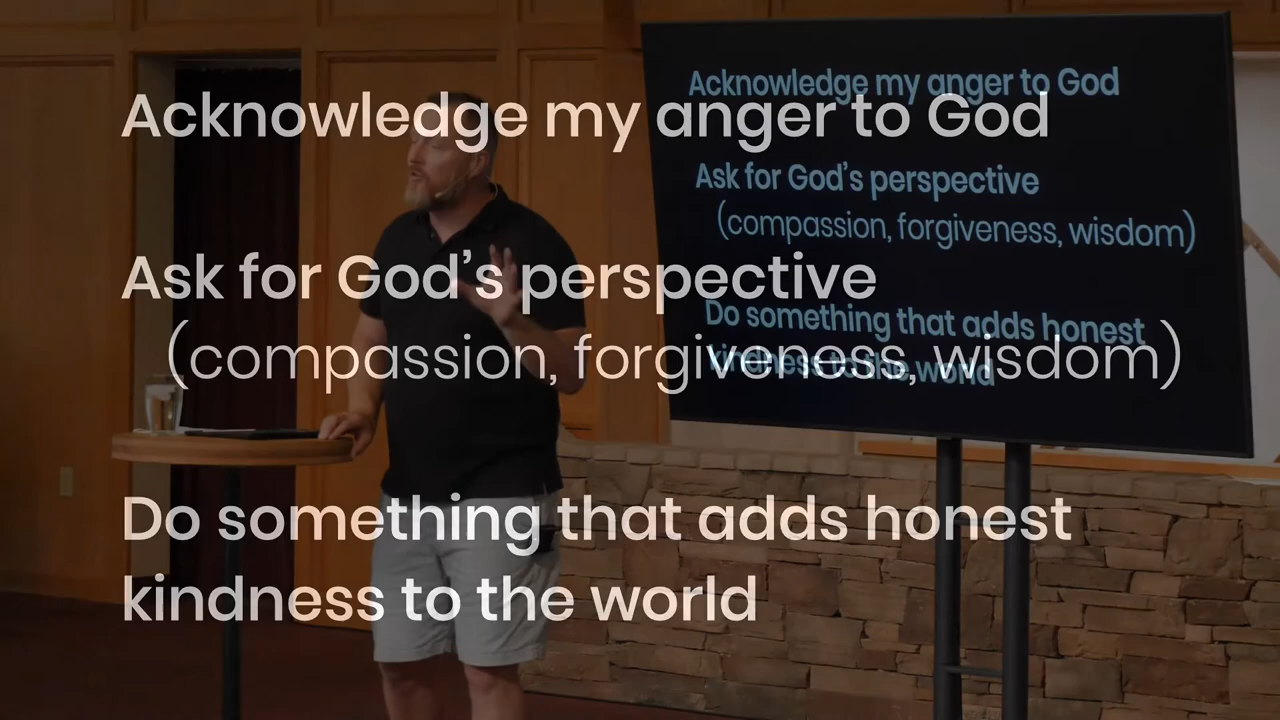 Acknowledge my anger to God
Ask for God's perspective
(compassion, forgiveness, wisdom)
Do something that adds honest
kindness to the world
Acknowledge my anger to God
Ask for God's perspective
(compassion, forgiveness, wisdom)
Do something that adds honest
kindness to the world